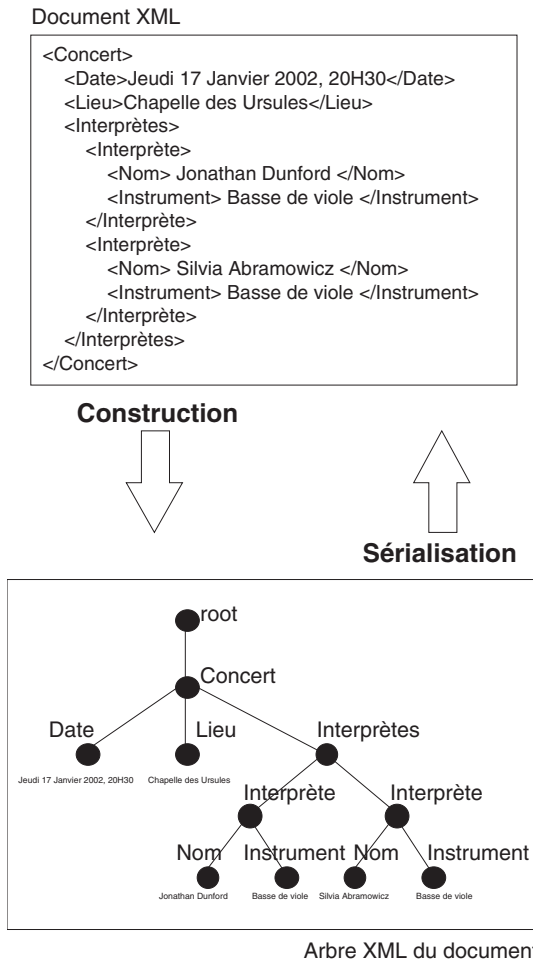 Document XML
<Concert>
<Date>Jeudi 17 Janvier 2002, 20H30</Date>
<Lieu>Chapelle des Ursules</Lieu>
<Interprètes>
<Interprète>
<Nom> Jonathan Dunford </Nom>
<Instrument> Basse de viole </Instrument>
</Interprète>
<Interprète>
<Nom> Silvia Abramowicz </Nom>
<Instrument> Basse de viole </Instrument>
</Interprète>
</Interprètes>
</Concert>
Construction
Sérialisation
root
Concert
Date Lieu Interprètes
Jeudi 17 Janvier 2002, 20H30 Chapelle des Ursules
Interprète Interprète
Nom Instrument Nom Instrument
Jonathan Dunford Basse de viole Silvia Abramowicz Basse de viole
Arbre XML du document